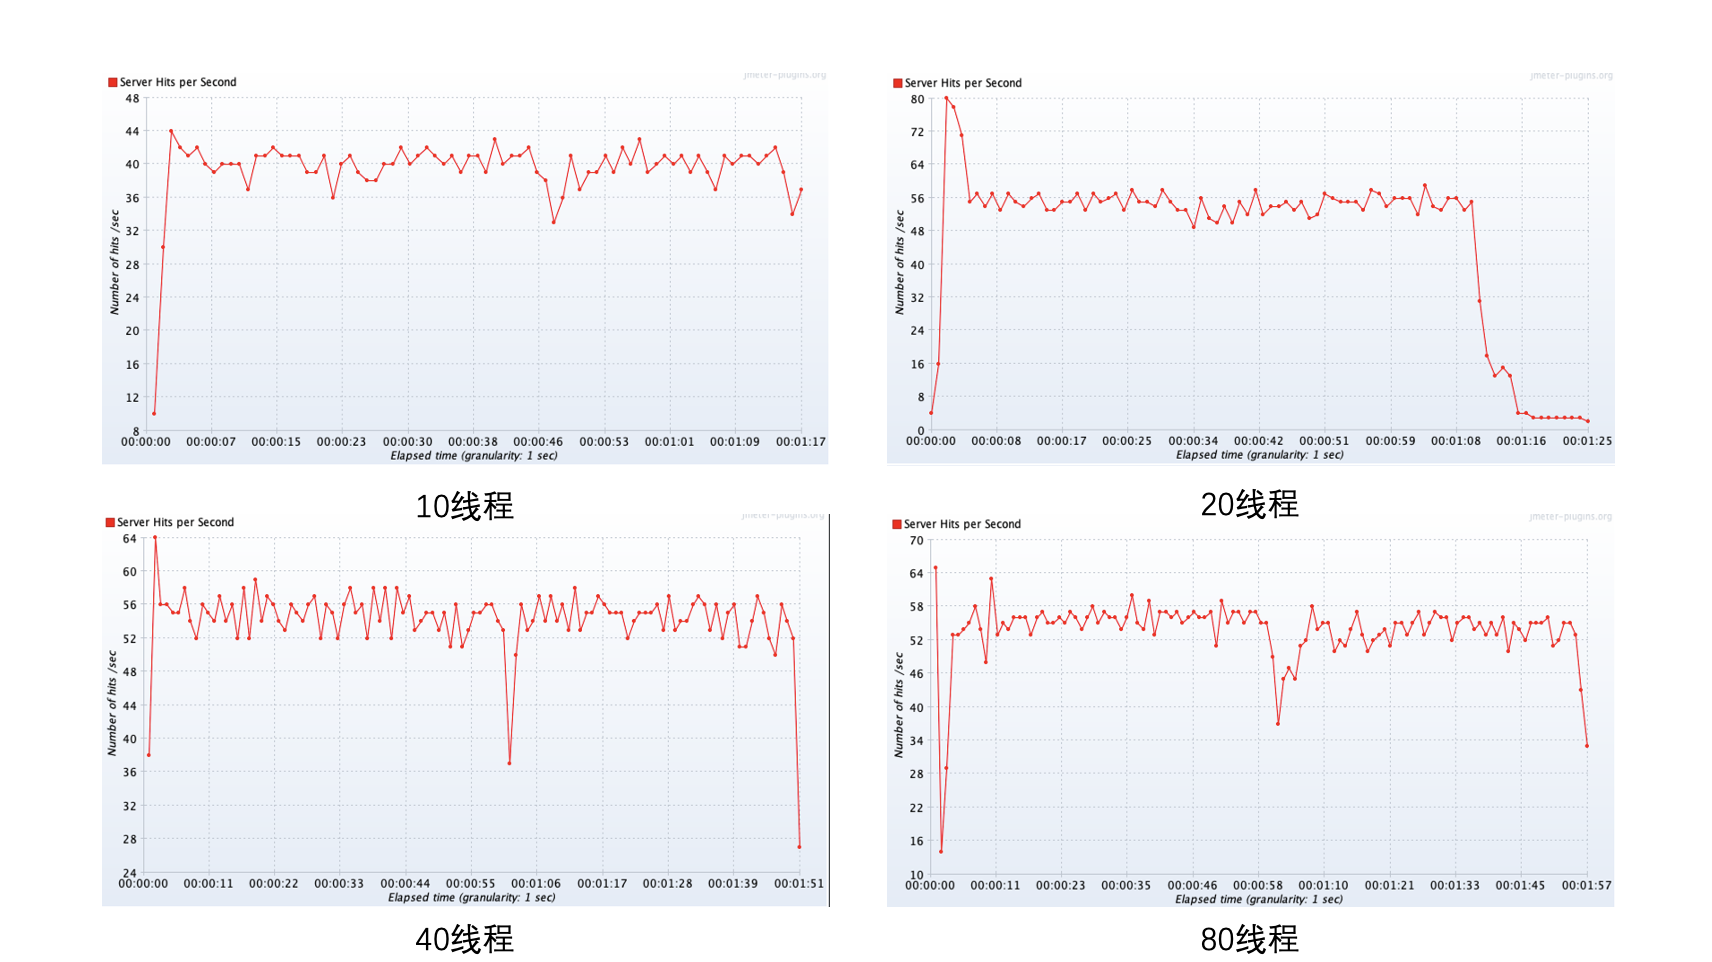 jmeter-plugins.org
Server Hits per Second
48
44
40
36
32
28
24
20
16
12
8
Number of hits /sec
00:00:00 00:00:07 00:00:15 00:00:23 00:00:30 00:00:38 00:00:46 00:00:53 00:01:01 00:01:09 00:01:17
Elapsed time (granularity: 1 sec)
10线程
jmeter-plugins.org
Server Hits per Second
80
72
64
56
48
40
32
24
16
8
0
Number of hits /sec
00:00:00 00:00:08 00:00:17 00:00:25 00:00:34 00:00:42 00:00:51 00:00:59 00:01:08 00:01:16 00:01:25
Elapsed time (granularity: 1 sec)
20线程
jmeter-plugins.org
Server Hits per Second
64
60
56
52
48
44
40
36
32
28
24
Number of hits /sec
00:00:00 00:00:11 00:00:22 00:00:33 00:00:44 00:00:55 00:01:06 00:01:17 00:01:28 00:01:39 00:01:51
Elapsed time (granularity: 1 sec)
40线程
jmeter-plugins.org
Server Hits per Second
70
64
58
52
46
40
34
28
22
16
10
Number of hits /sec
00:00:00 00:00:11 00:00:23 00:00:35 00:00:46 00:00:58 00:01:10 00:01:21 00:01:33 00:01:45 00:01:57
Elapsed time (granularity: 1 sec)
80线程